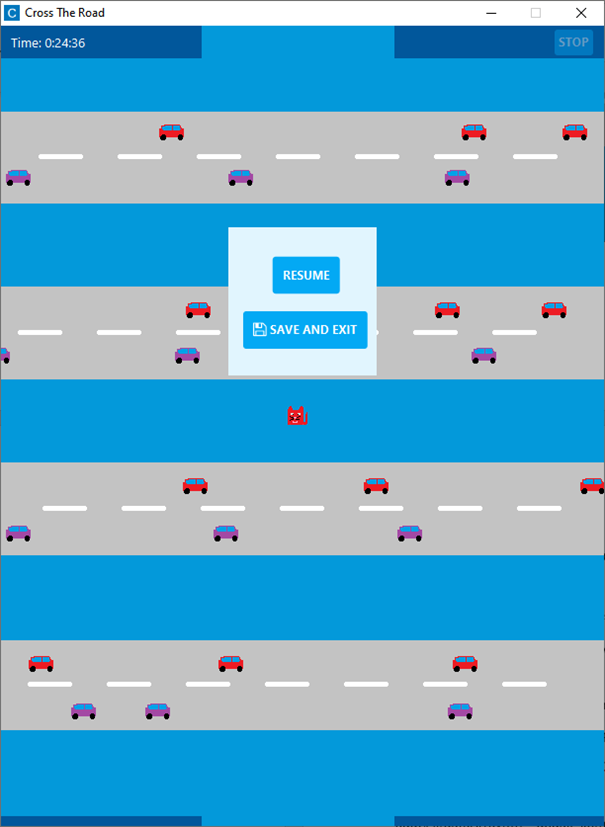 C Cross The Road
Time: 0:24:36
STOP
RESUME
SAVE AND EXIT